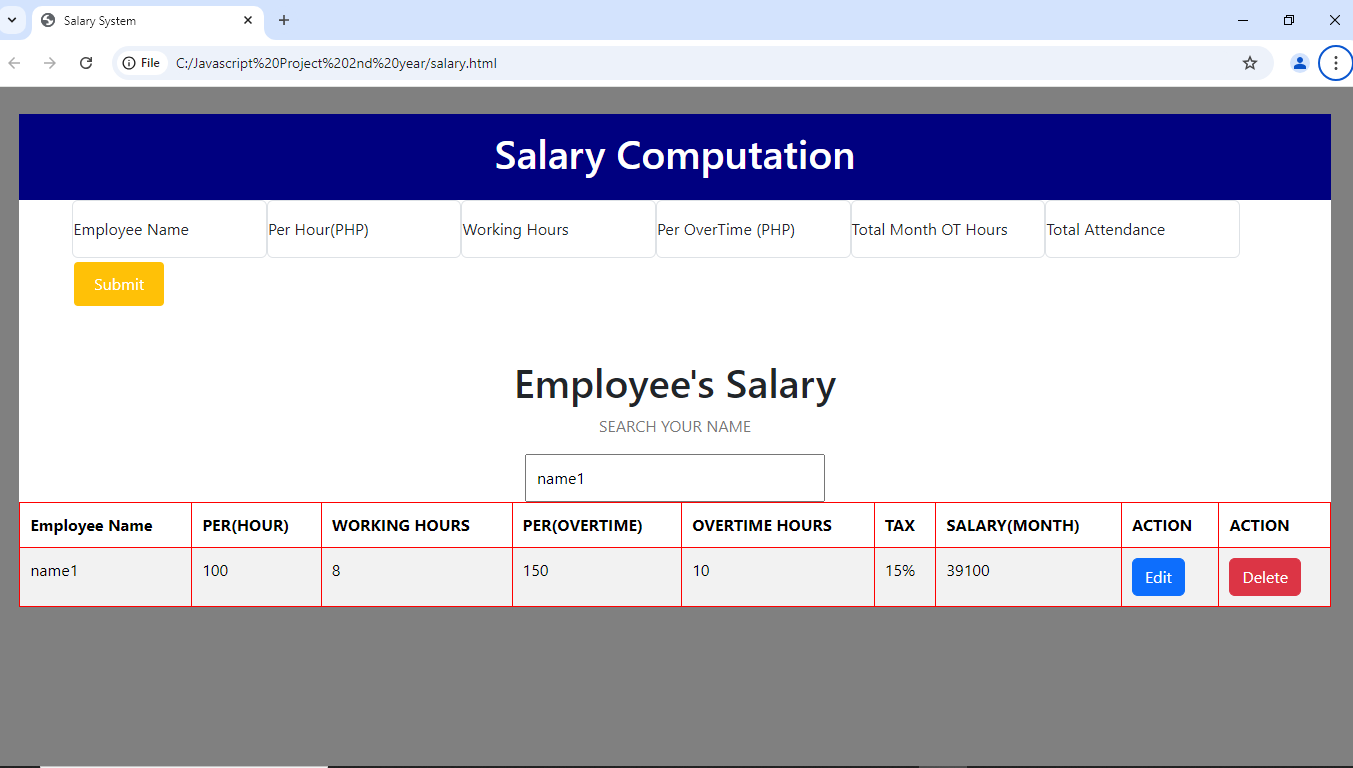 Salary System
File C:/Javascript%20Project%202nd%20year/salary.html
Salary Computation
Employee Name Per Hour(PHP) Working Hours Per OverTime (PHP) Total Month OT Hours Total Attendance
Submit
Employee's Salary
SEARCH YOUR NAME
name1
Employee Name PER(HOUR) WORKING HOURS PER(OVERTIME) OVERTIME HOURS TAX SALARY(MONTH) ACTION ACTION
name1 100 8 150 10 15% 39100 Edit Delete